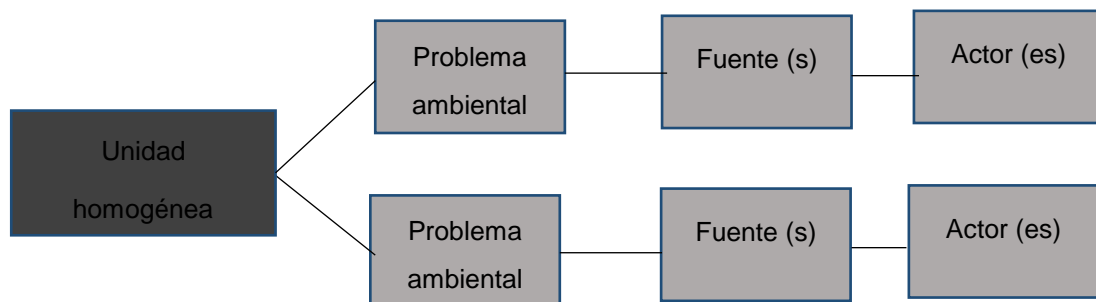 Problema
ambiental
Fuente (s)
Actor (es)
Unidad
homogénea
Problema
ambiental
Fuente (s)
Actor (es)